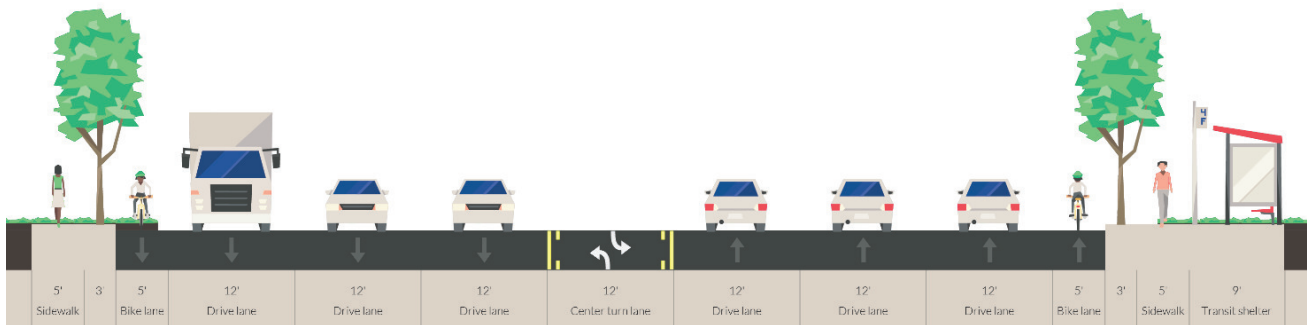 4
F
5' 3' 5' 12' 12' 12' 12' 12' 12' 12' 5' 3' 5' 9'
Sidewalk Bike lane Drive lane Drive lane Drive lane Center turn lane Drive lane Drive lane Drive lane Bike lane Sidewalk Transit shelter